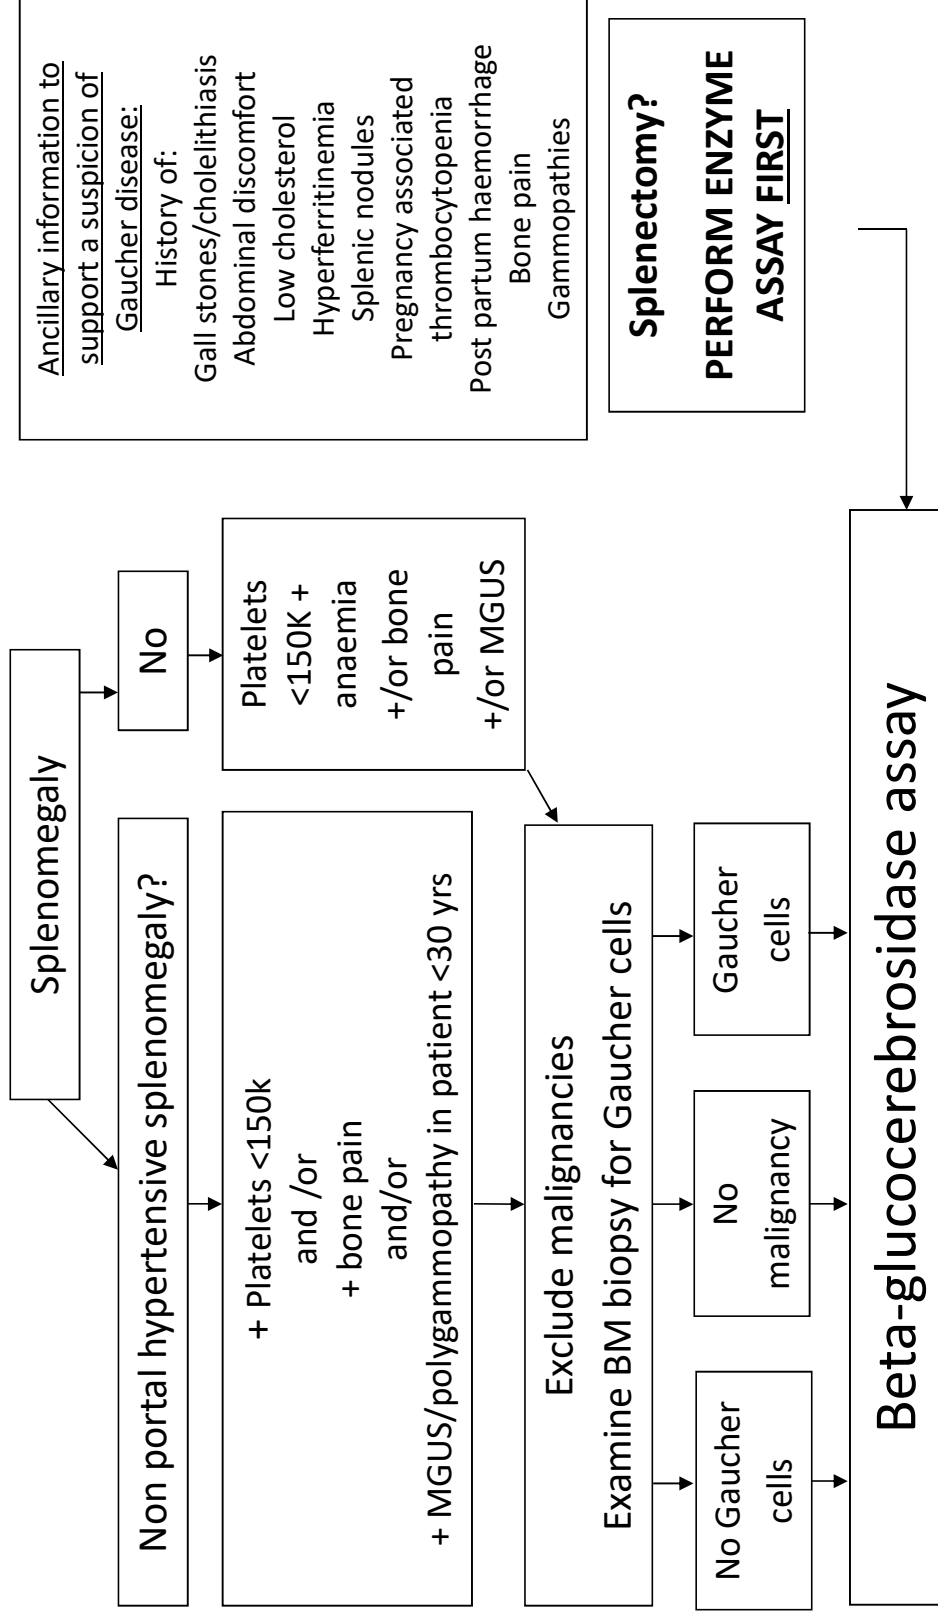 Splenomegaly
Non portal hypertensive splenomegaly?
No
+ Platelets <150k
and /or
+ bone pain
and/or
+ MGUS/polygammopathy in patient <30 yrs
Platelets
<150K +
anaemia
+/or bone
pain
+/or MGUS
Exclude malignancies
Examine BM biopsy for Gaucher cells
No Gaucher
cells
No
malignancy
Gaucher
cells
Beta-glucocerebrosidase assay
Ancillary information to
support a suspicion of
Gaucher disease:
History of:
Gall stones/cholelithiasis
Abdominal discomfort
Low cholesterol
Hyperferritinemia
Splenic nodules
Pregnancy associated
thrombocytopenia
Post partum haemorrhage
Bone pain
Gammopathies
Splenectomy?
PERFORM ENZYME
ASSAY FIRST